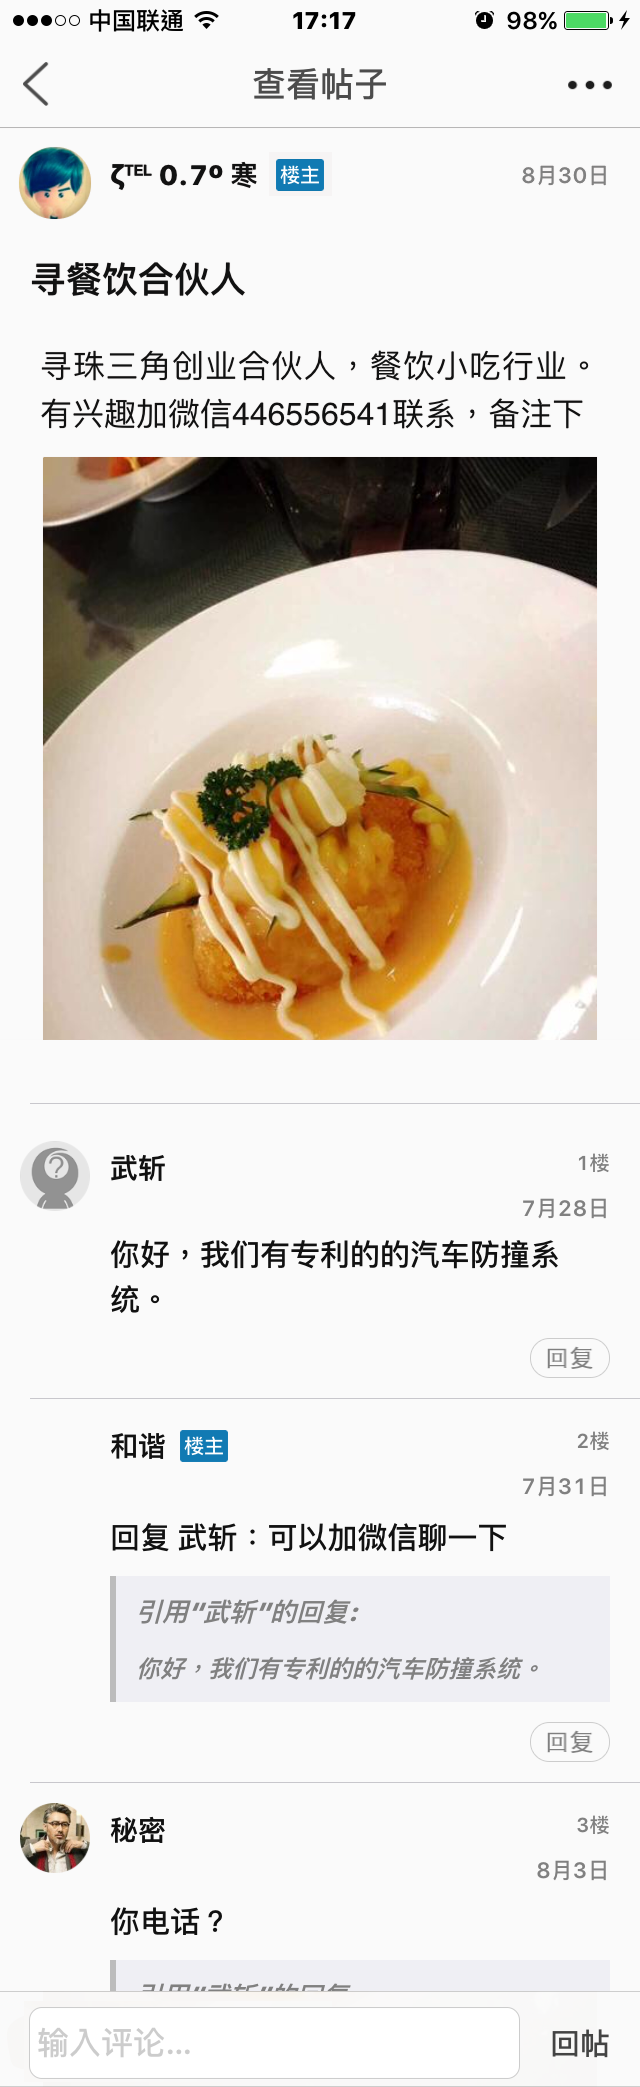 中国联通 17:17 98%
查看帖子
ζᵀᴱᴸ 0.7º 寒 楼主 8月30日
寻餐饮合伙人
寻珠三角创业合伙人，餐饮小吃行业。
有兴趣加微信446556541联系，备注下
武斩 1楼
7月28日
你好，我们有专利的的汽车防撞系
统。
回复
和谐 楼主 2楼
7月31日
回复 武斩：可以加微信聊一下
引用“武斩”的回复:
你好，我们有专利的的汽车防撞系统。
回复
秘密 3楼
8月3日
你电话？
引用“武斩”的回复
输入评论... 回帖